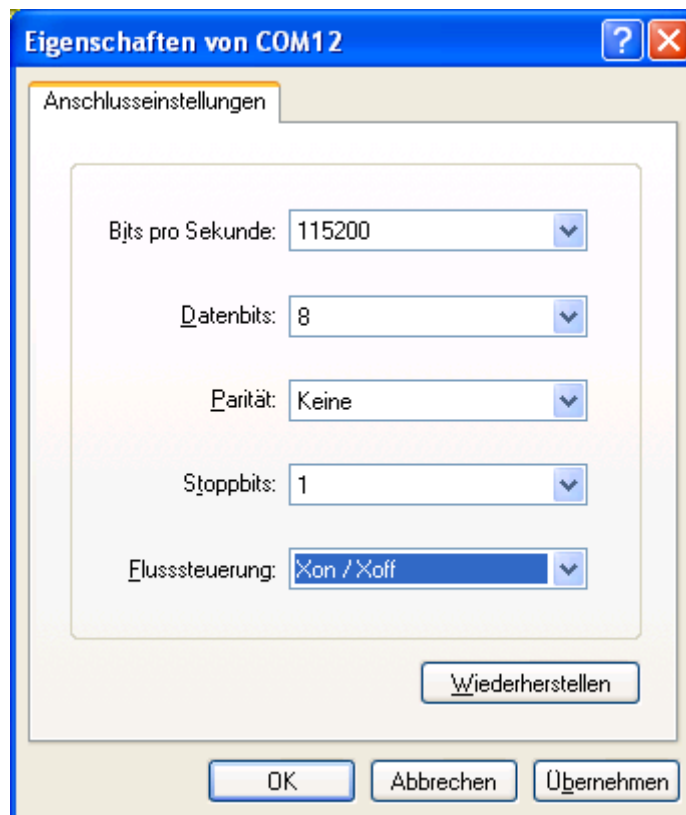 Eigenschaften von COM12
Anschlusseinstellungen
Bits pro Sekunde: 115200
Datenbits: 8
Parität: Keine
Stoppbits: 1
Flusssteuerung: Xon / Xoff
Wiederherstellen
OK Abbrechen Übernehmen